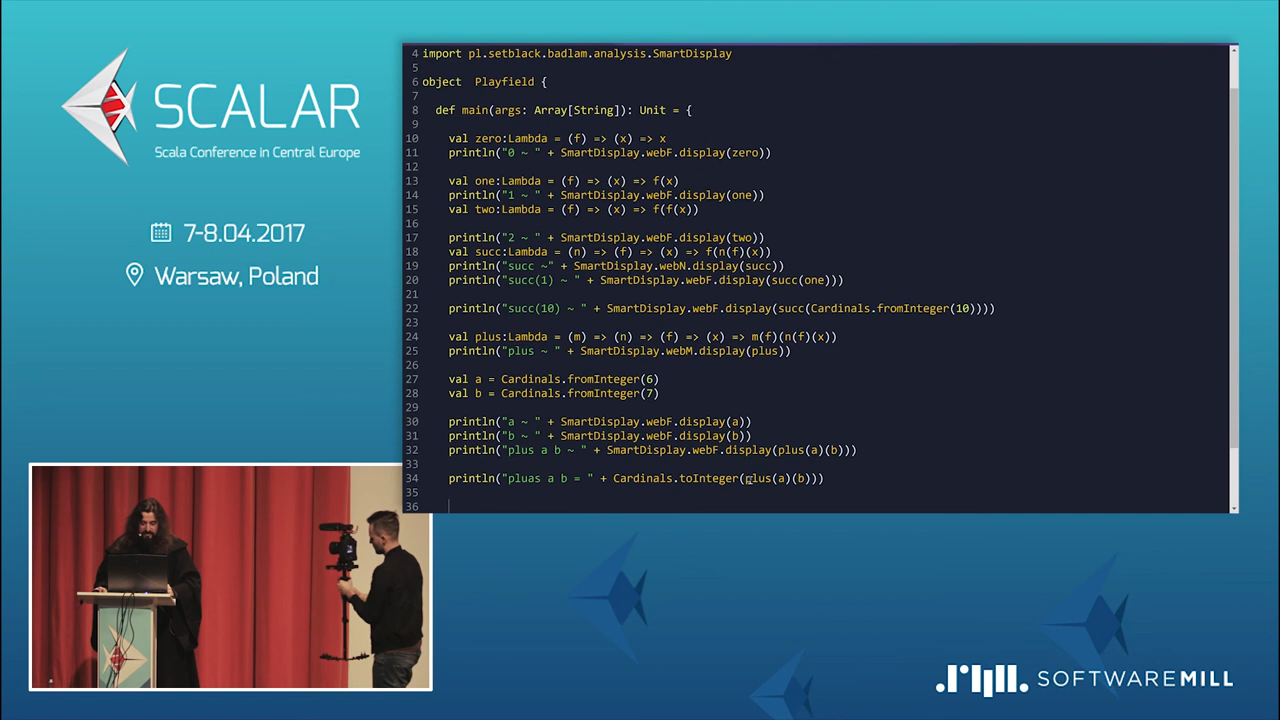 SCALAR
Scala Conference in Central Europe
7-8.04.2017
Warsaw, Poland
4 import pl.setblack.badlam.analysis.SmartDisplay
5
6 object  Playfield {
7
8   def main(args: Array[String]): Unit = {
9
10     val zero:Lambda = (f) => (x) => x
11     println("0 ~ " + SmartDisplay.webF.display(zero))
12
13     val one:Lambda = (f) => (x) => f(x)
14     println("1 ~ " + SmartDisplay.webF.display(one))
15     val two:Lambda = (f) => (x) => f(f(x))
16
17     println("2 ~ " + SmartDisplay.webF.display(two))
18     val succ:Lambda = (n) => (f) => (x) => f(n(f)(x))
19     println("succ ~" + SmartDisplay.webN.display(succ))
20     println("succ(1) ~ " + SmartDisplay.webF.display(succ(one)))
21
22     println("succ(10) ~ " + SmartDisplay.webF.display(succ(Cardinals.fromInteger(10))))
23
24     val plus:Lambda = (m) => (n) => (f) => (x) => m(f)(n(f)(x))
25     println("plus ~ " + SmartDisplay.webM.display(plus))
26
27     val a = Cardinals.fromInteger(6)
28     val b = Cardinals.fromInteger(7)
29
30     println("a ~ " + SmartDisplay.webF.display(a))
31     println("b ~ " + SmartDisplay.webF.display(b))
32     println("plus a b ~ " + SmartDisplay.webF.display(plus(a)(b)))
33
34     println("pluas a b = " + Cardinals.toInteger(plus(a)(b)))
35
36
SOFTWAREMILL